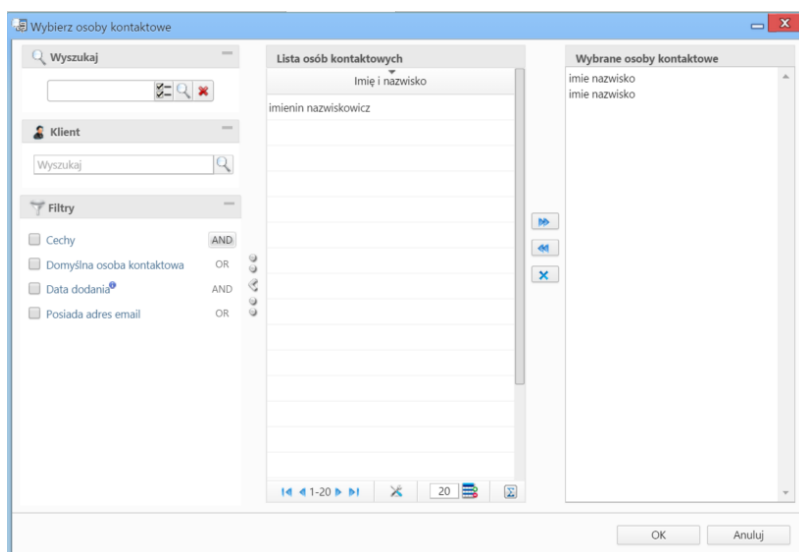 Wybierz osoby kontaktowe
Wyszukaj
Klient
Wyszukaj
Filtry
Cechy AND
Domyślna osoba kontaktowa OR
Data dodania AND
Posiada adres email OR
Lista osób kontaktowych
Imię i nazwisko
imienin nazwiskowicz
1-20
20
Wybrane osoby kontaktowe
imie nazwisko
imie nazwisko
OK
Anuluj